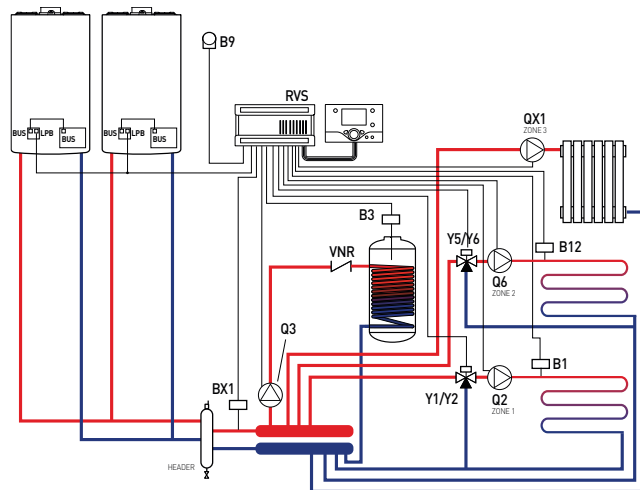 B9
RVS
QX1
ZONE 3
BUS LPB BUS
BUS LPB BUS
B3
Y5/Y6
B12
VNR
Q6
ZONE 2
Q3
B1
BX1
Y1/Y2
Q2
ZONE 1
HEADER